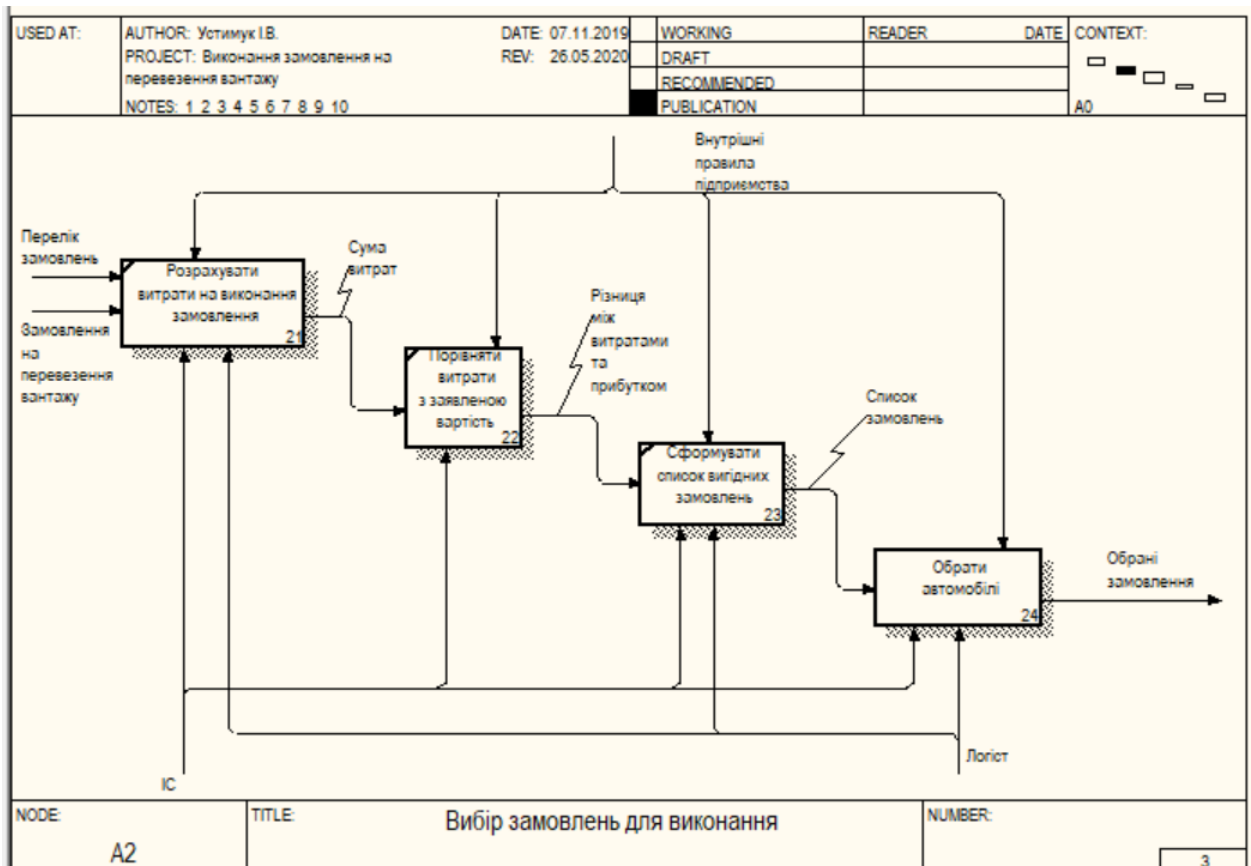 USED AT:
AUTHOR: Устимук І.В.
DATE: 07.11.2019
PROJECT: Виконання замовлення на
перевезення вантажу
REV: 26.05.2020
NOTES: 1 2 3 4 5 6 7 8 9 10
WORKING
DRAFT
RECOMMENDED
PUBLICATION
READER
DATE
CONTEXT:
A0
Внутрішні
правила
підприємства
Перелік
замовлень
Замовлення
на
перевезення
вантажу
Розрахувати
витрати на виконання
замовлення
21
Сума
витрат
Порівняти
витрати
з заявленою
вартість
22
Різниця
між
витратами
та
прибутком
Сформувати
список вигідних
замовлень
23
Список
замовлень
Обрати
автомобілі
24
Обрані
замовлення
ІС
Логіст
NODE:
A2
TITLE:
Вибір замовлень для виконання
NUMBER:
3